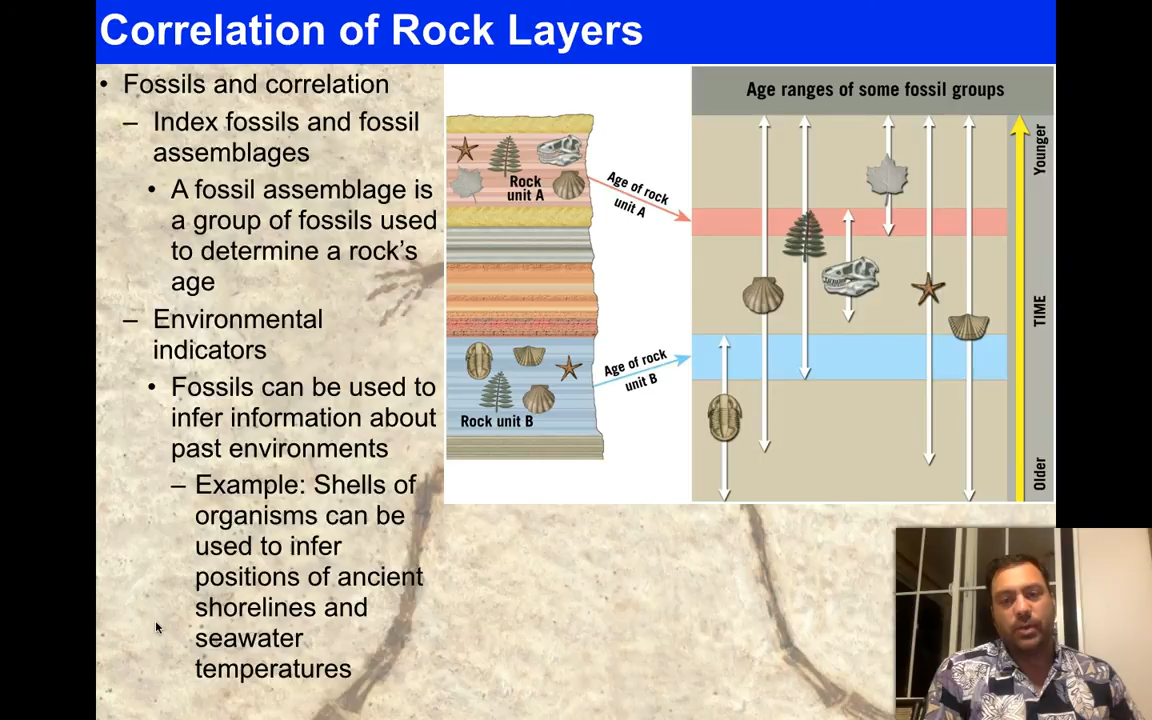 Correlation of Rock Layers
• Fossils and correlation
– Index fossils and fossil
assemblages
• A fossil assemblage is
a group of fossils used
to determine a rock's
age
– Environmental
indicators
• Fossils can be used to
infer information about
past environments
– Example: Shells of
organisms can be
used to infer
positions of ancient
shorelines and
seawater
temperatures
Rock
unit A
Rock unit B
Age of rock
unit A
Age of rock
unit B
Age ranges of some fossil groups
Younger
TIME
Older